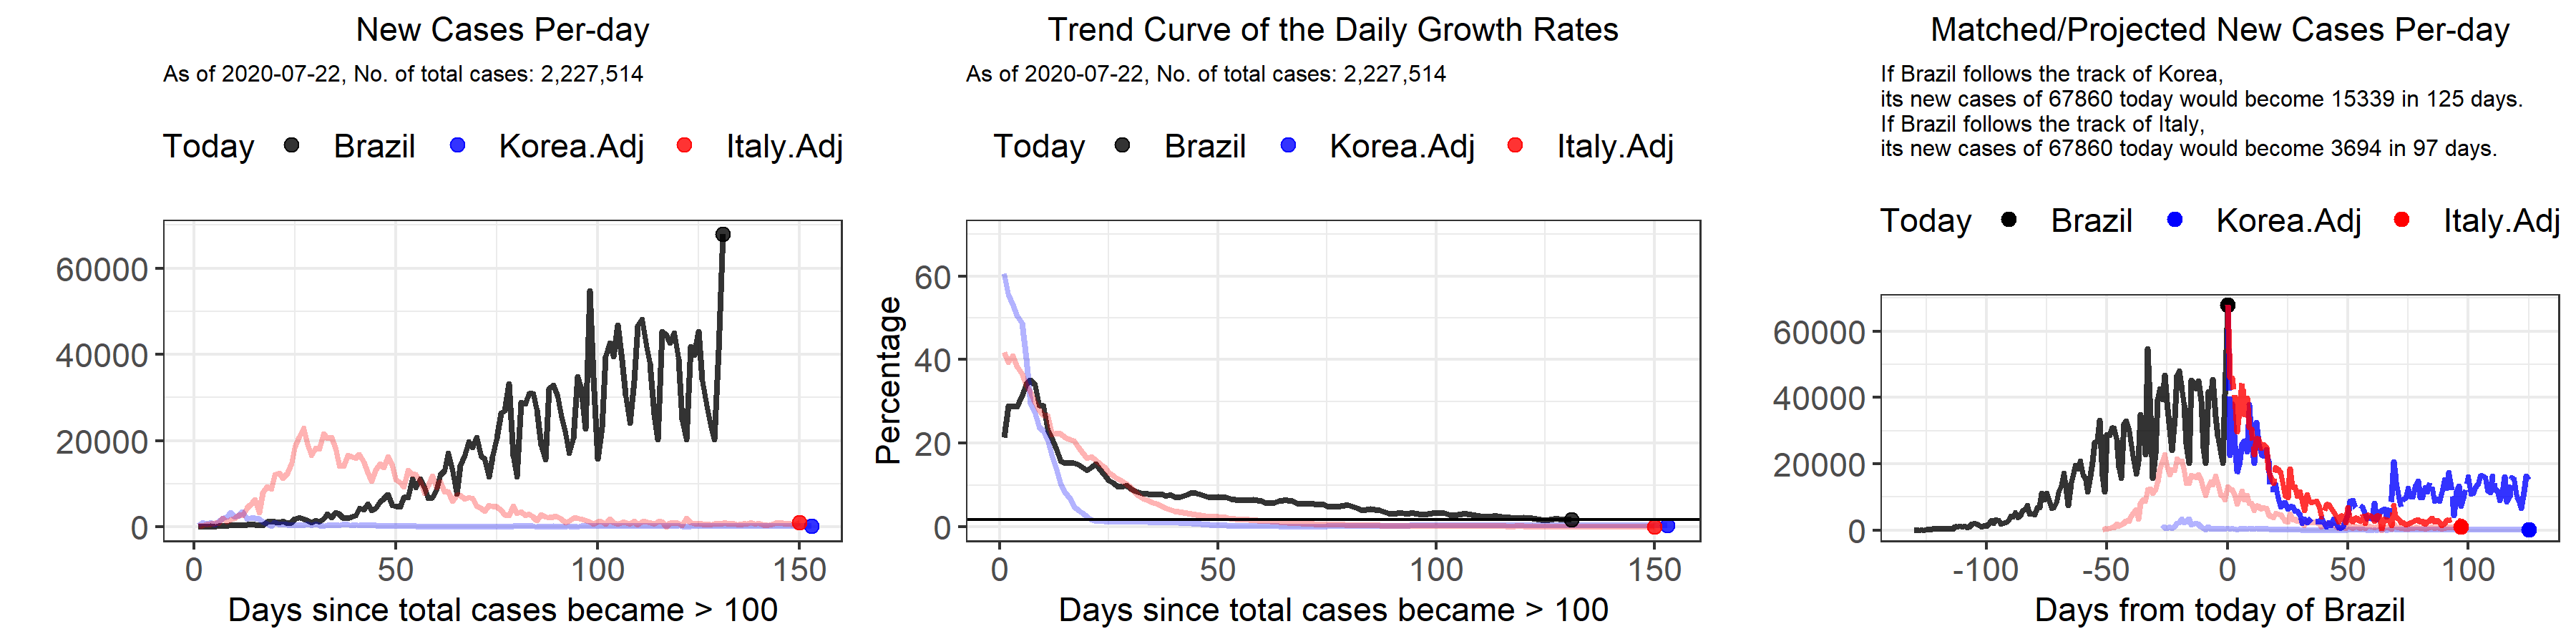 New Cases Per-day
As of 2020-07-22, No. of total cases: 2,227,514
Today Brazil Korea.Adj Italy.Adj
60000
40000
20000
0
0 50 100 150
Days since total cases became > 100
Trend Curve of the Daily Growth Rates
As of 2020-07-22, No. of total cases: 2,227,514
Today Brazil Korea.Adj Italy.Adj
Percentage
60
40
20
0
0 50 100 150
Days since total cases became > 100
Matched/Projected New Cases Per-day
If Brazil follows the track of Korea,
its new cases of 67860 today would become 15339 in 125 days.
If Brazil follows the track of Italy,
its new cases of 67860 today would become 3694 in 97 days.
Today Brazil Korea.Adj Italy.Adj
60000
40000
20000
0
-100 -50 0 50 100
Days from today of Brazil